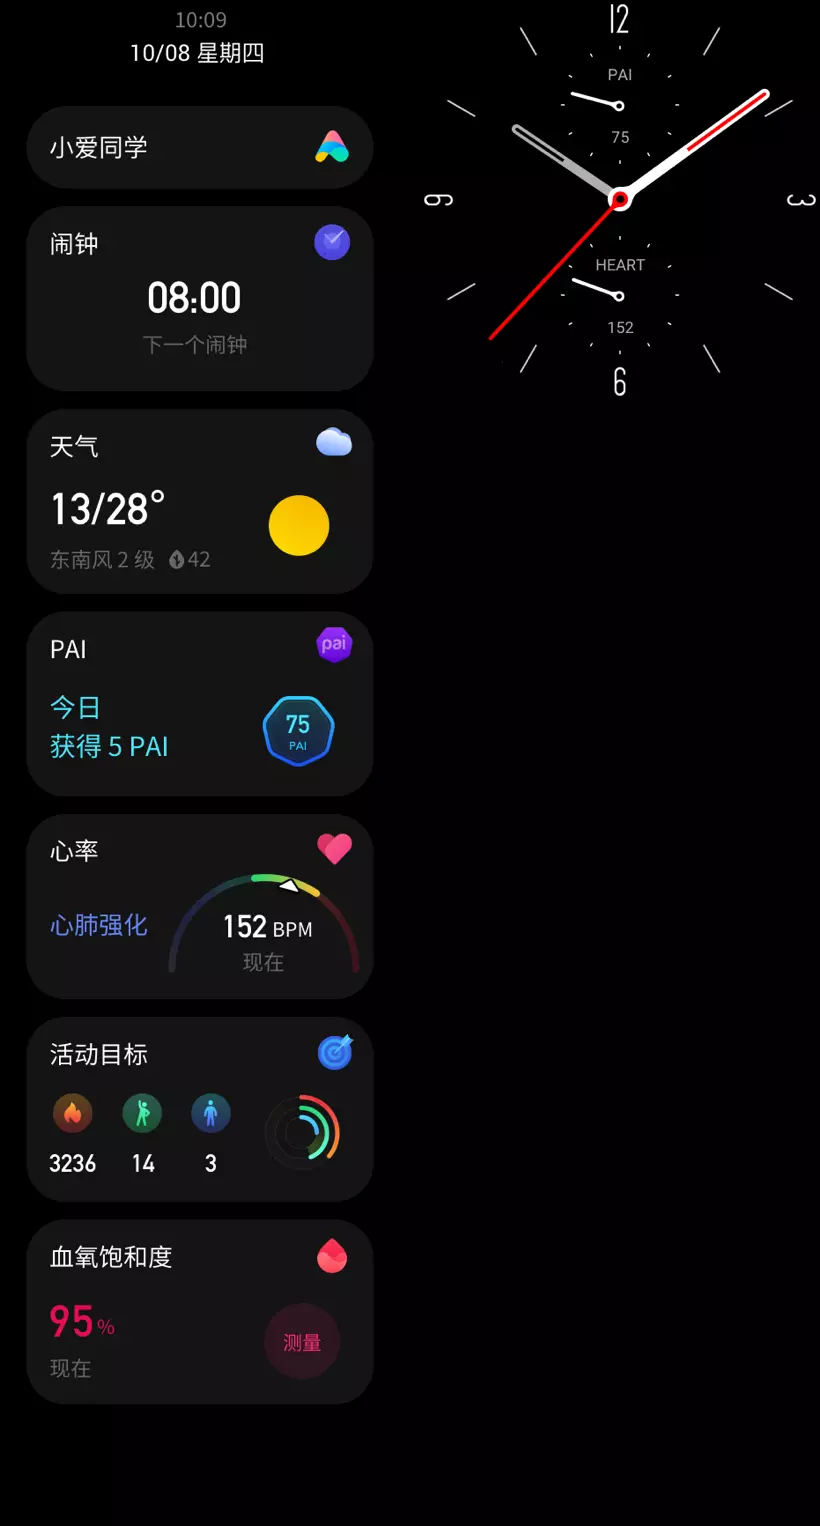 10:09
10/08 星期四
小爱同学
闹钟
08:00
下一个闹钟
天气
13/28°
东南风 2 级 42
PAI
pai
今日
获得 5 PAI
75
PAI
心率
心肺强化
152 BPM
现在
活动目标
3236 14 3
血氧饱和度
95 %
现在
测量
12
PAI
75
9
3
HEART
152
6